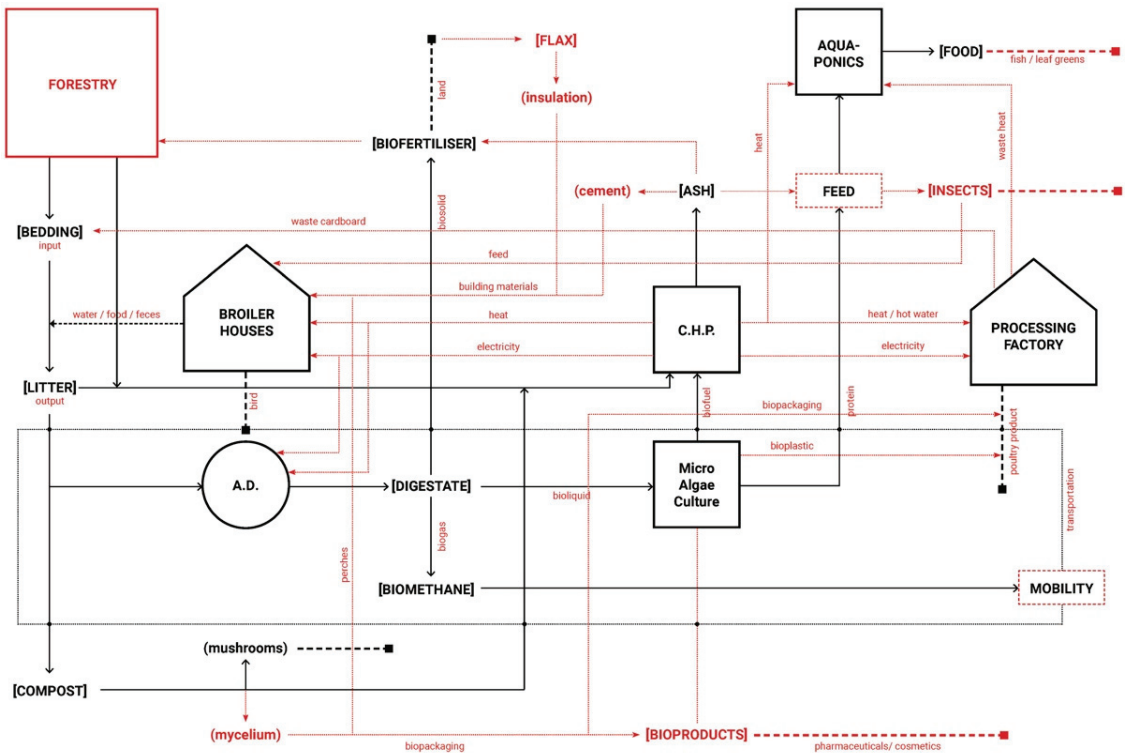 [FLAX]
AQUA-
PONICS
[FOOD]
fish / leaf greens
FORESTRY
land
(insulation)
[BIOFERTILISER]
heat
waste heat
(cement)
[ASH]
FEED
[INSECTS]
biosolid
waste cardboard
[BEDDING]
input
feed
building materials
BROILER
HOUSES
water / food / feces
heat
C.H.P.
heat / hot water
PROCESSING
FACTORY
electricity
electricity
[LITTER]
output
bird
biofuel
protein
biopackaging
poultry product
bioplastic
A.D.
[DIGESTATE]
bioliquid
Micro
Algae
Culture
transportation
biogas
perches
[BIOMETHANE]
MOBILITY
(mushrooms)
[COMPOST]
(mycelium)
biopackaging
[BIOPRODUCTS]
pharmaceuticals/ cosmetics